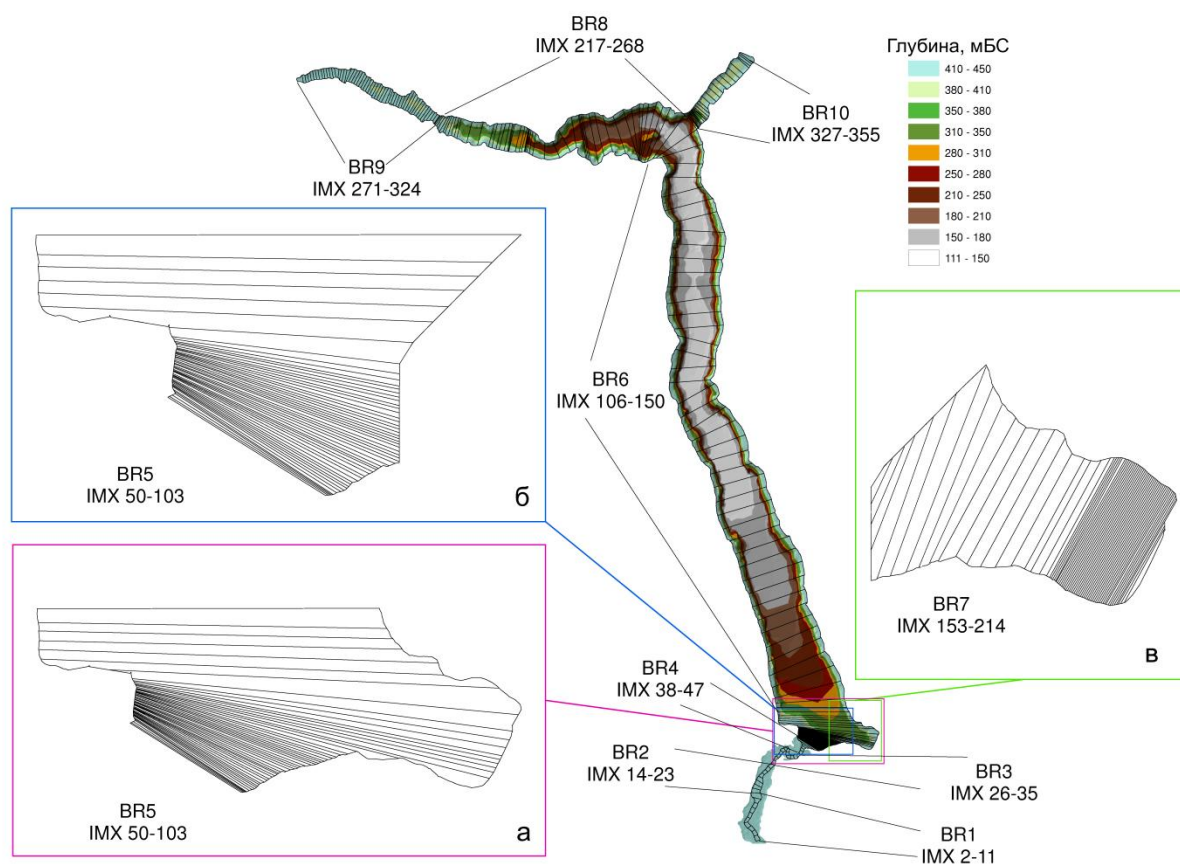 BR8
IMX 217-268
BR10
IMX 327-355
BR9
IMX 271-324
Глубина, мБС
410 - 450
380 - 410
350 - 380
310 - 350
280 - 310
250 - 280
210 - 250
180 - 210
150 - 180
111 - 150
BR5
IMX 50-103
б
BR6
IMX 106-150
BR7
IMX 153-214
в
BR4
IMX 38-47
BR2
IMX 14-23
BR3
IMX 26-35
BR1
IMX 2-11
BR5
IMX 50-103
а